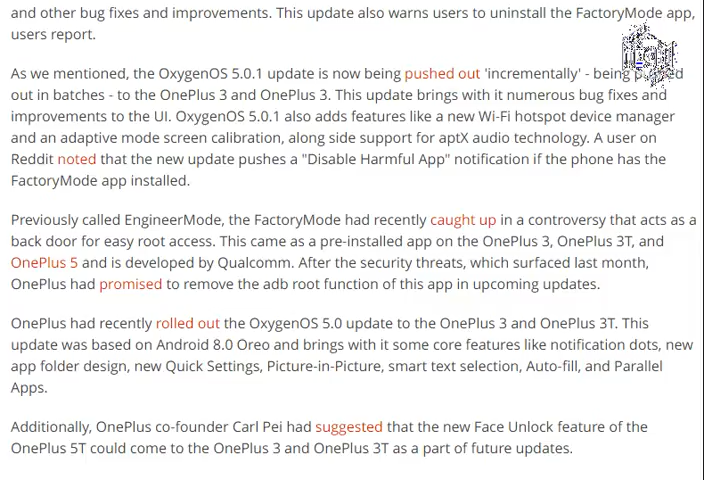 and other bug fixes and improvements. This update also warns users to uninstall the FactoryMode app,
users report.
As we mentioned, the OxygenOS 5.0.1 update is now being pushed out 'incrementally' - being pushed
out in batches - to the OnePlus 3 and OnePlus 3. This update brings with it numerous bug fixes and
improvements to the UI. OxygenOS 5.0.1 also adds features like a new Wi-Fi hotspot device manager
and an adaptive mode screen calibration, along side support for aptX audio technology. A user on
Reddit noted that the new update pushes a "Disable Harmful App" notification if the phone has the
FactoryMode app installed.
Previously called EngineerMode, the FactoryMode had recently caught up in a controversy that acts as a
back door for easy root access. This came as a pre-installed app on the OnePlus 3, OnePlus 3T, and
OnePlus 5 and is developed by Qualcomm. After the security threats, which surfaced last month,
OnePlus had promised to remove the adb root function of this app in upcoming updates.
OnePlus had recently rolled out the OxygenOS 5.0 update to the OnePlus 3 and OnePlus 3T. This
update was based on Android 8.0 Oreo and brings with it some core features like notification dots, new
app folder design, new Quick Settings, Picture-in-Picture, smart text selection, Auto-fill, and Parallel
Apps.
Additionally, OnePlus co-founder Carl Pei had suggested that the new Face Unlock feature of the
OnePlus 5T could come to the OnePlus 3 and OnePlus 3T as a part of future updates.